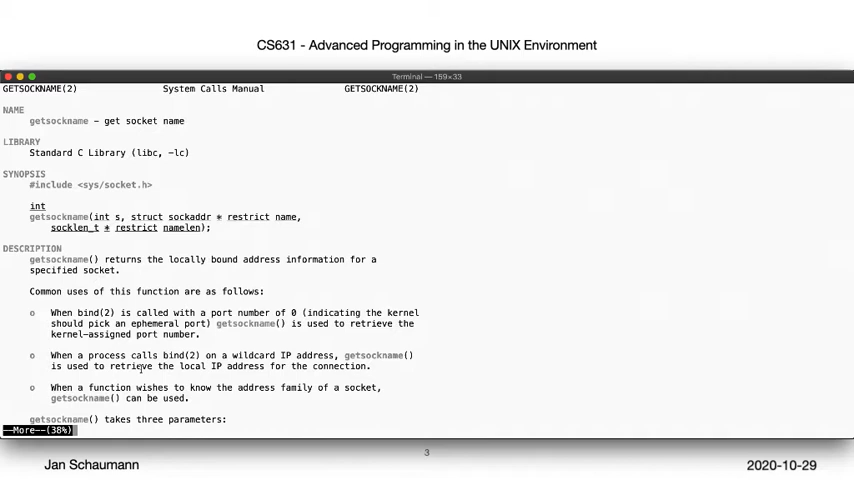 CS631 - Advanced Programming in the UNIX Environment
Terminal — 159×33
GETSOCKNAME(2) System Calls Manual GETSOCKNAME(2)
NAME
getsockname - get socket name
LIBRARY
Standard C Library (libc, -lc)
SYNOPSIS
#include <sys/socket.h>
int
getsockname(int s, struct sockaddr * restrict name,
socklen_t * restrict namelen);
DESCRIPTION
getsockname() returns the locally bound address information for a
specified socket.
Common uses of this function are as follows:
o When bind(2) is called with a port number of 0 (indicating the kernel
should pick an ephemeral port) getsockname() is used to retrieve the
kernel-assigned port number.
o When a process calls bind(2) on a wildcard IP address, getsockname()
is used to retrieve the local IP address for the connection.
o When a function wishes to know the address family of a socket,
getsockname() can be used.
getsockname() takes three parameters:
--More--(38%)
3
Jan Schaumann 2020-10-29